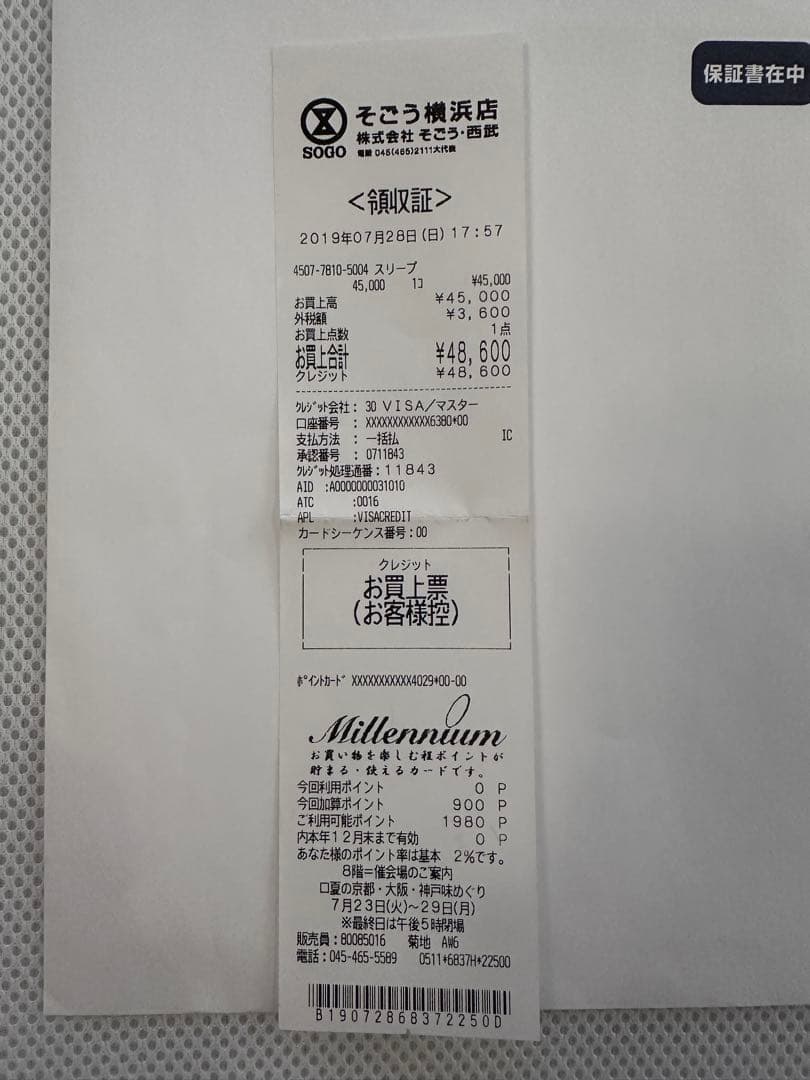 保証書在中
SOGO
そごう横浜店
株式会社 そごう・西武
電話 045(465)2111大代表
<領収証>
2019年07月28日(日) 17:57
4507-7810-5004 スリープ
45,000 1コ ¥45,000
お買上高 ¥45,000
外税額 ¥3,600
お買上点数 1点
お買上合計 ¥48,600
クレジット ¥48,600
クレジット会社: 30 VISA/マスター
口座番号 : XXXXXXXXXXXX6380*00
支払方法 : 一括払 IC
承認番号 : 0711843
クレジット処理通番:11843
AID :A0000000031010
ATC :0016
APL :VISACREDIT
カードシーケンス番号:00
クレジット
お買上票
(お客様控)
ポイントカード XXXXXXXXXXX4029*00-00
Millennium
お買い物を楽しむ程ポイントが
貯まる・使えるカードです。
今回利用ポイント 0 P
今回加算ポイント 900 P
ご利用可能ポイント 1980 P
内本年12月末まで有効 0 P
あなた様のポイント率は基本 2%です。
8階=催会場のご案内
口夏の京都・大阪・神戸味めぐり
7月23日(火)~29日(月)
※最終日は午後5時閉場
販売員:80085016 菊地 AW6
電話:045-465-5589 0511*6837H*22500
B190728683722500